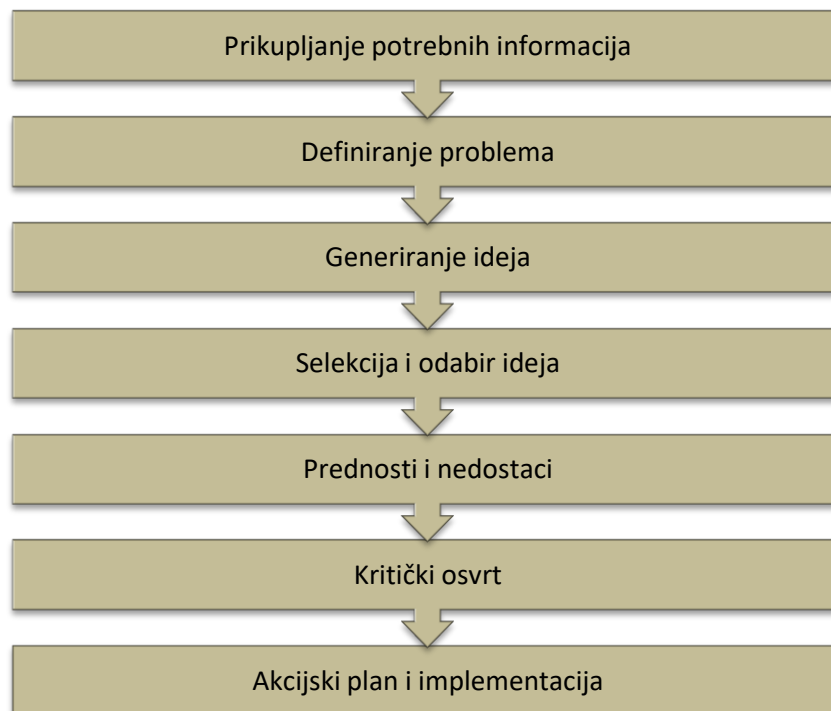 Prikupljanje potrebnih informacija
Definiranje problema
Generiranje ideja
Selekcija i odabir ideja
Prednosti i nedostaci
Kritički osvrt
Akcijski plan i implementacija